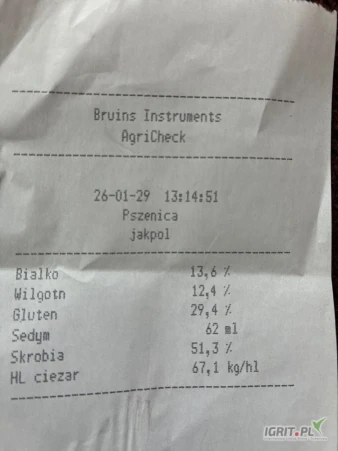 Bruins Instruments
AgriCheck
26-01-29 13:14:51
Pszenica
jakpol
Bialko 13,6 %
Wilgotn 12,4 %
Gluten 29,4 %
Sedym 62 ml
Skrobia 51,3 %
HL ciezar 67,1 kg/hl
IGRIT.PL